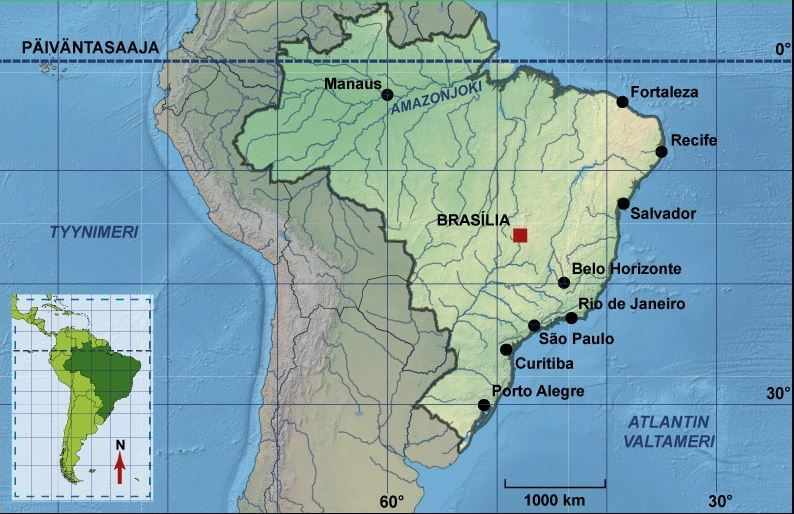 PÄIVÄNTASAAJA
0°
Manaus
AMAZONJOKI
Fortaleza
Recife
TYYNIMERI
BRASÍLIA
Salvador
Belo Horizonte
Rio de Janeiro
São Paulo
Curitiba
Porto Alegre
30°
ATLANTIN
VALTAMERI
N
1000 km
60°
30°